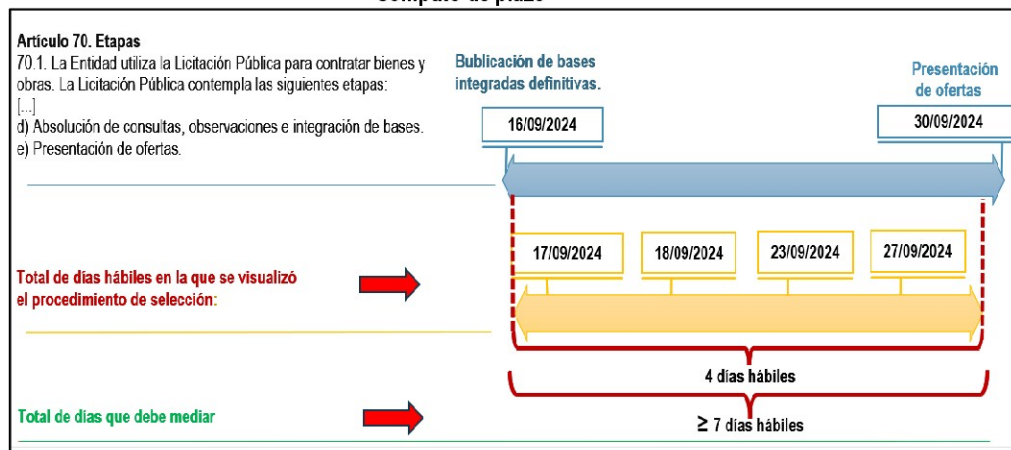 Cómputo de plazo
Artículo 70. Etapas
70.1. La Entidad utiliza la Licitación Pública para contratar bienes y
obras. La Licitación Pública contempla las siguientes etapas:
[...]
d) Absolución de consultas, observaciones e integración de bases.
e) Presentación de ofertas.
Bublicación de bases
integradas definitivas.
Presentación
de ofertas
16/09/2024
30/09/2024
17/09/2024
18/09/2024
23/09/2024
27/09/2024
Total de días hábiles en la que se visualizó
el procedimiento de selección:
4 días hábiles
Total de días que debe mediar
≥ 7 días hábiles